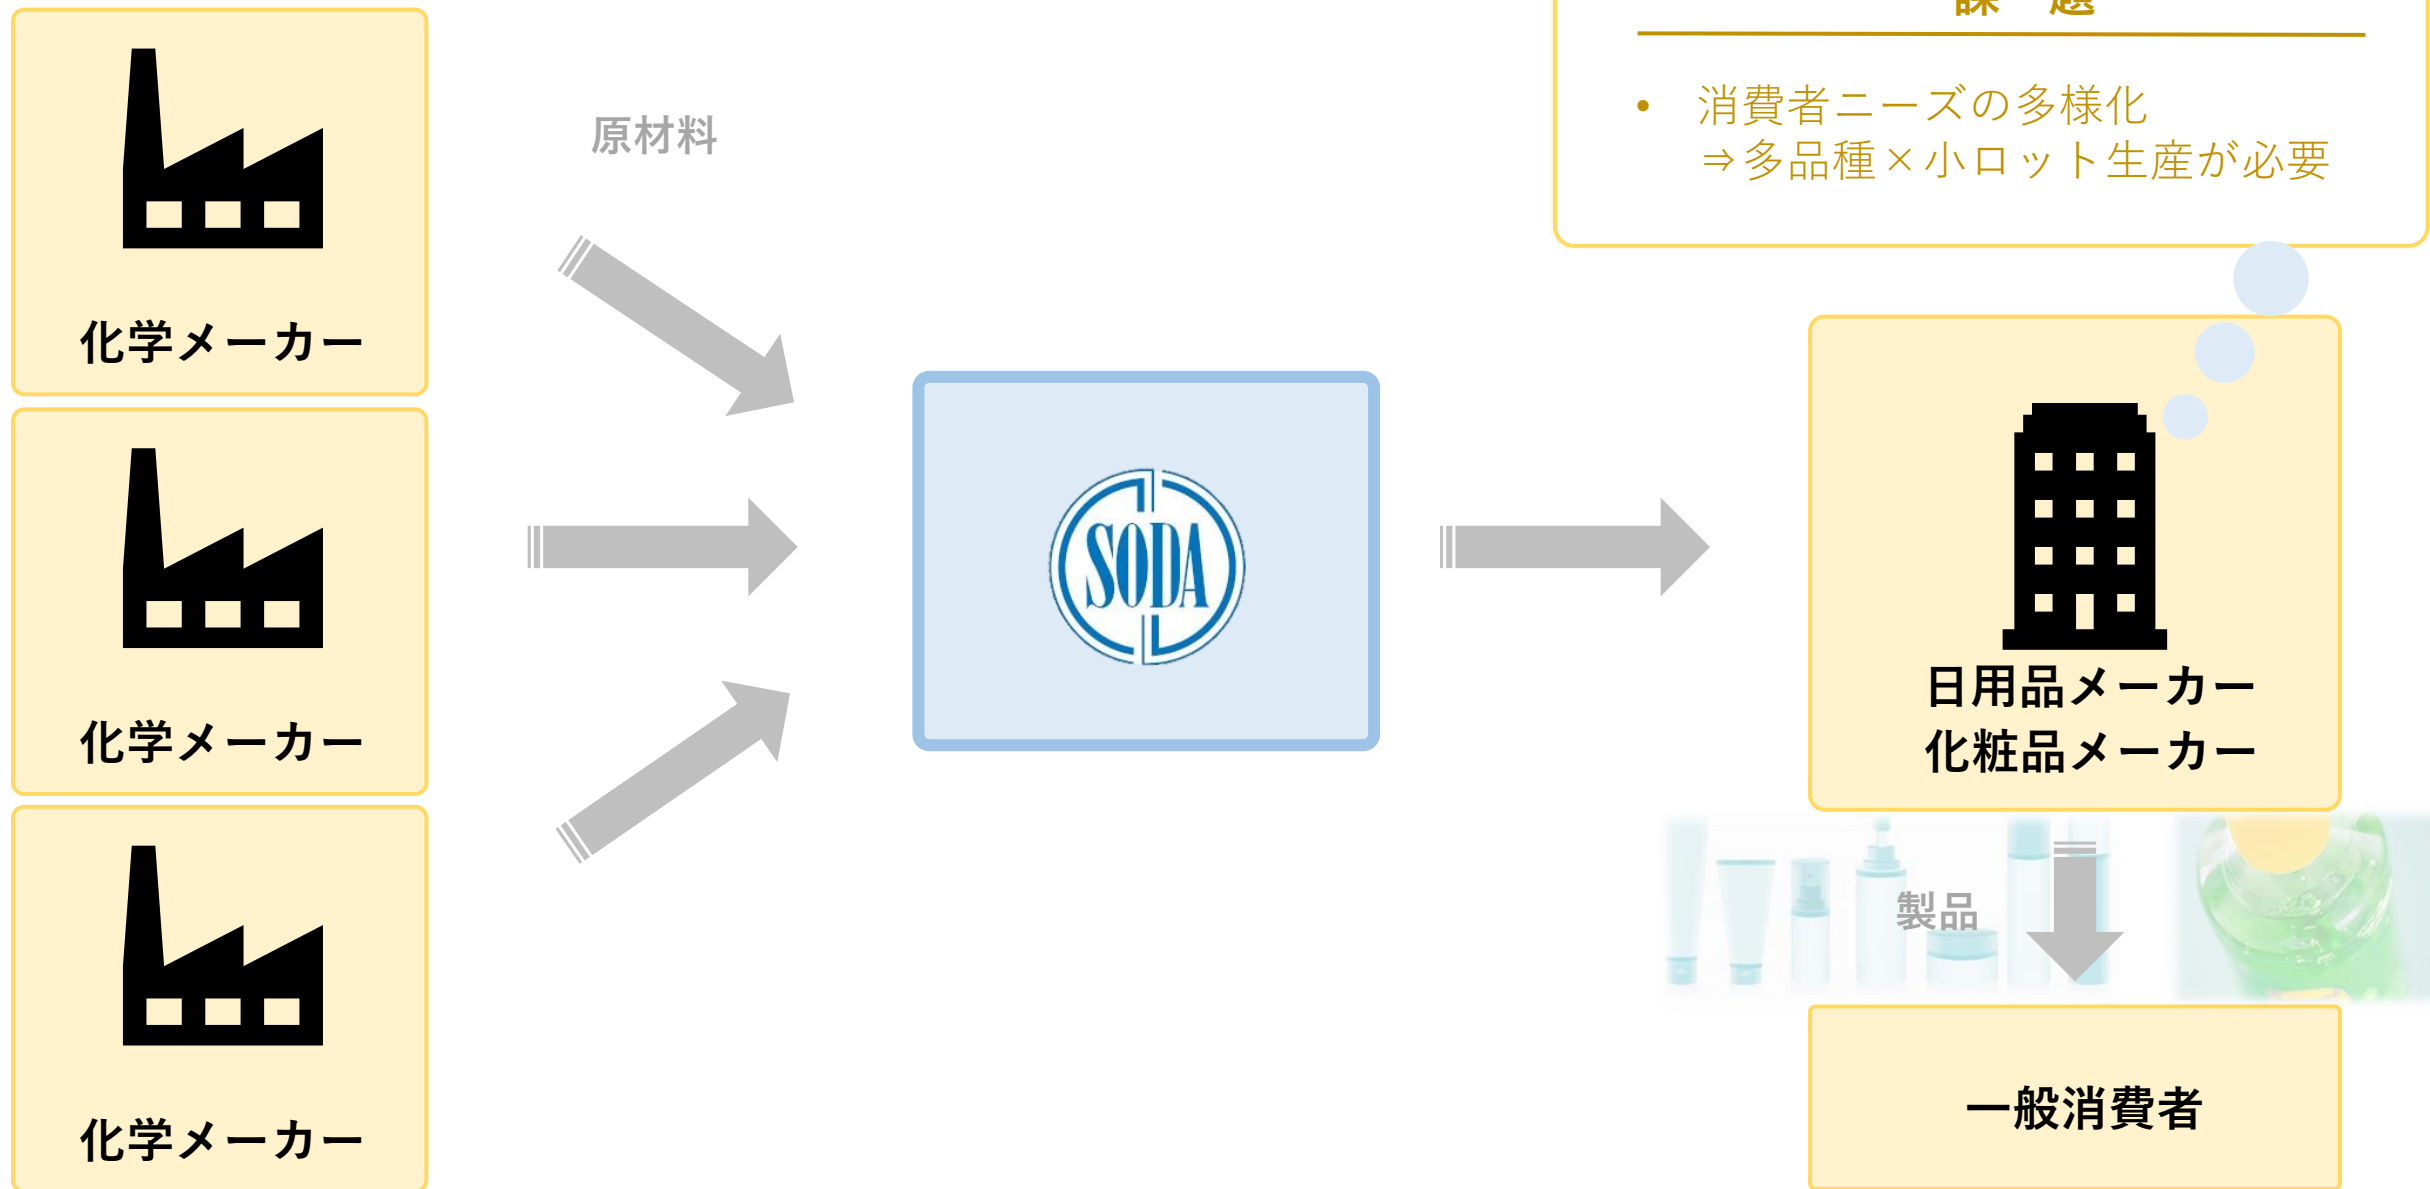 課 題
• 消費者ニーズの多様化
⇒多品種×小ロット生産が必要
原材料
化学メーカー
化学メーカー
化学メーカー
SODA
日用品メーカー
化粧品メーカー
製品
一般消費者